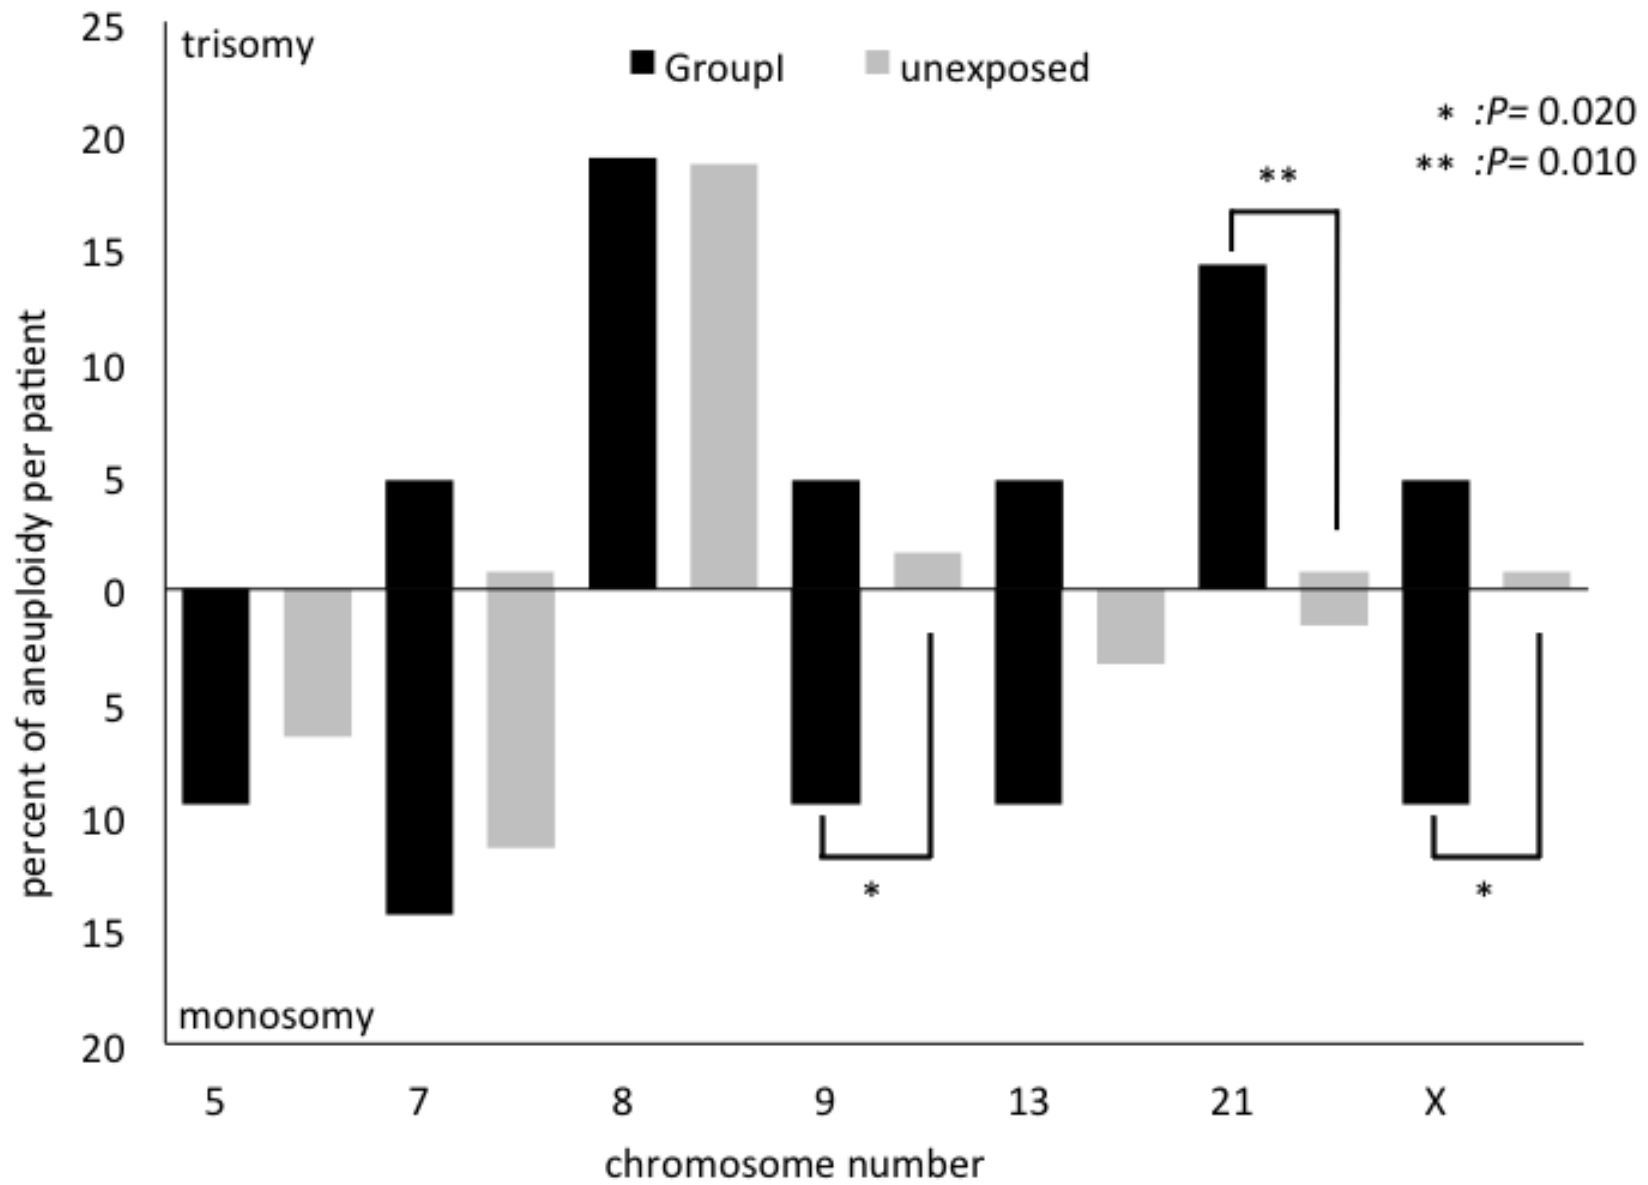 25
trisomy
GroupI
unexposed
* :P= 0.020
** :P= 0.010
20
**
15
10
5
0
5
10
*
*
15
monosomy
20
percent of aneuploidy per patient
5 7 8 9 13 21 X
chromosome number